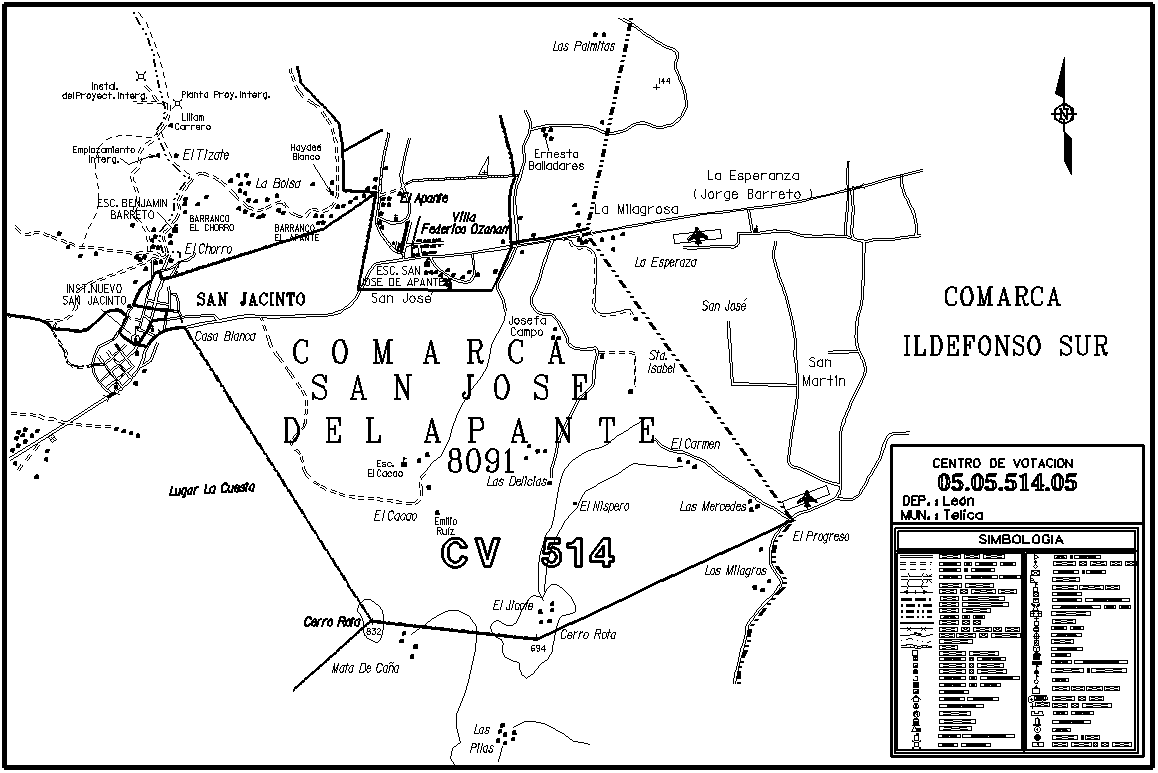 Las Palmitas
144
Instal.
del Proyect. Interg.
Planta Proy. Interg.
Liliam
Carrero
Emplazamiento
Interg.
El Tizate
Haydee
Blanco
Ernesto
Balladares
La Bolsa
La Esperanza
(Jorge Barreto )
ESC. BENJAMIN
BARRETO
BARRANCO
EL CHORRO
BARRANCO
EL APANTE
El Apante
Villa
Federico Ozanan
La Milagrosa
El Chorro
La Esperaza
ESC. SAN
JOSE DE APANTE
INST. NUEVO
SAN JACINTO
SAN JACINTO
San José
San José
COMARCA
ILDEFONSO SUR
Casa Blanca
Josefa
Campo
COMARCA
SAN JOSE
DEL APANTE
8091
Sta.
Isabel
San
Martin
El Carmen
Esc.
El Cacao
Las Delicias
Lugar La Cuesta
El Cacao
Emilio
Ruiz
El Nispero
Las Mercedes
El Progreso
CV 514
Los Milagros
El Jicote
Cerro Rota
832
Cerro Rota
694
Mata De Caña
Las
Pilas
CENTRO DE VOTACION
05.05.514.05
DEP.: León
MUN.: Telica
SIMBOLOGIA
N